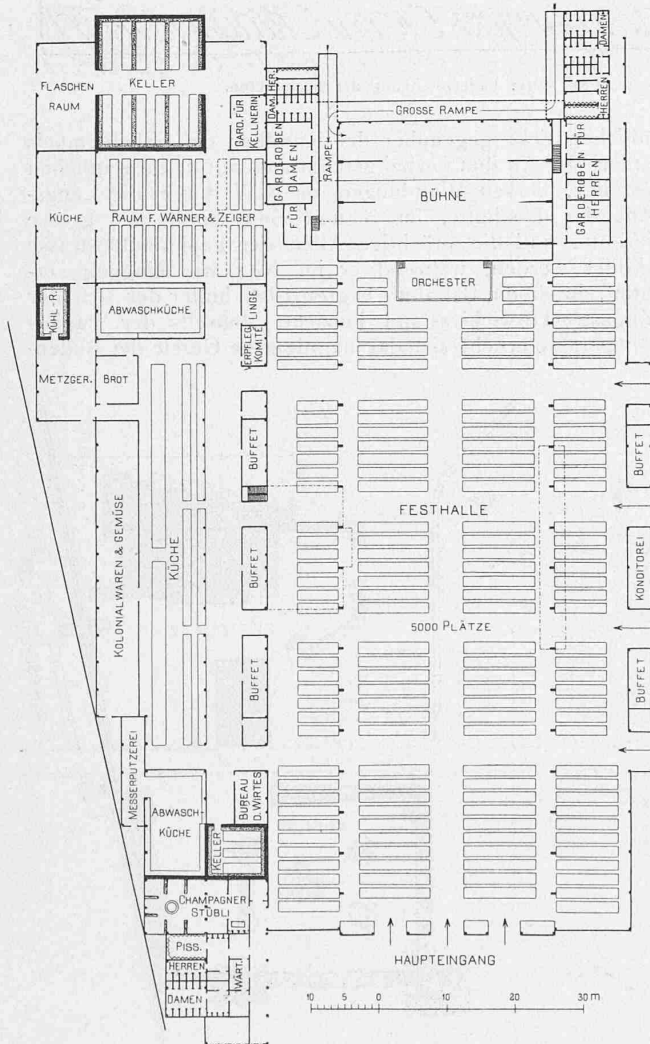 FLASCHEN
RAUM
KELLER
GARD. FÜR
KELLNERIN
DAM.
HER.
GARDEROBEN
FÜR DAMEN
RAMPE
GROSSE RAMPE
DAMEN
HERREN
GARDEROBEN FÜR
HERREN
BÜHNE
ORCHESTER
KÜCHE
RAUM F. WARNER & ZEIGER
KÜHL-R.
ABWASCHKÜCHE
VERPFLEG.
KOMITE
LINGE
METZGER.
BROT
BUFFET
BUFFET
KOLONIALWAREN & GEMÜSE
KÜCHE
FESTHALLE
BUFFET
KONDITOREI
5000 PLÄTZE
BUFFET
BUFFET
MESSERPUTZEREI
ABWASCH-
KÜCHE
BUREAU
D. WIRTES
KELLER
CHAMPAGNER
STÜBLI
PISS.
HERREN
DAMEN
WÄRT.
HAUPTEINGANG
10 5 0 10 20 30 m